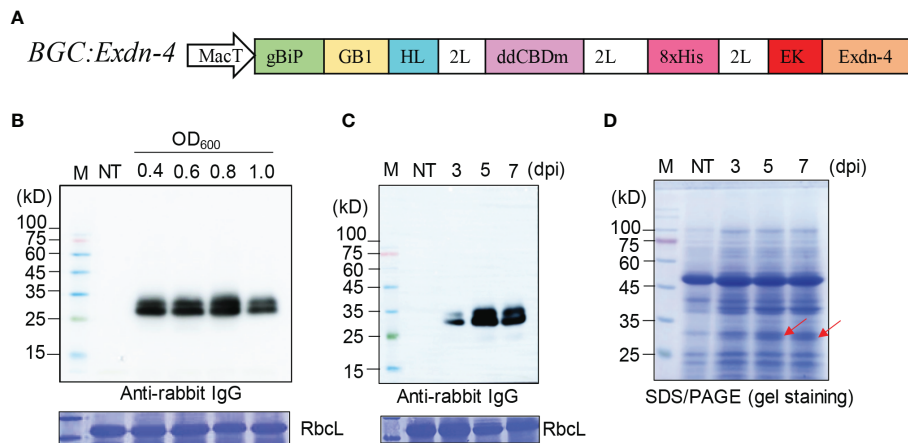 A
BGC:Exdn-4 MacT gBiP GB1 HL 2L ddCBDm 2L 8xHis 2L EK Exdn-4
B
OD600
M NT 0.4 0.6 0.8 1.0
(kD)
100
75
60
45
35
25
15
Anti-rabbit IgG
RbcL
C
M NT 3 5 7 (dpi)
(kD)
100
75
60
45
35
25
15
Anti-rabbit IgG
RbcL
D
M NT 3 5 7 (dpi)
(kD)
100
75
60
45
35
25
SDS/PAGE (gel staining)